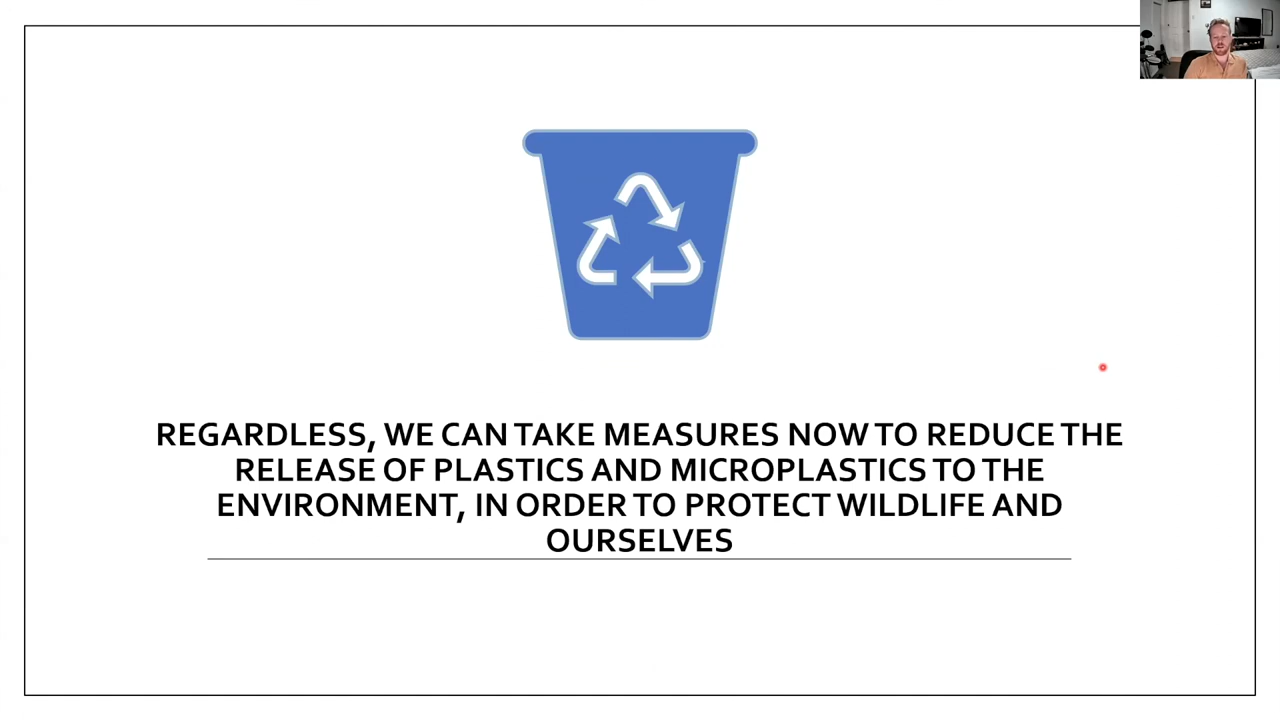 REGARDLESS, WE CAN TAKE MEASURES NOW TO REDUCE THE
RELEASE OF PLASTICS AND MICROPLASTICS TO THE
ENVIRONMENT, IN ORDER TO PROTECT WILDLIFE AND
OURSELVES